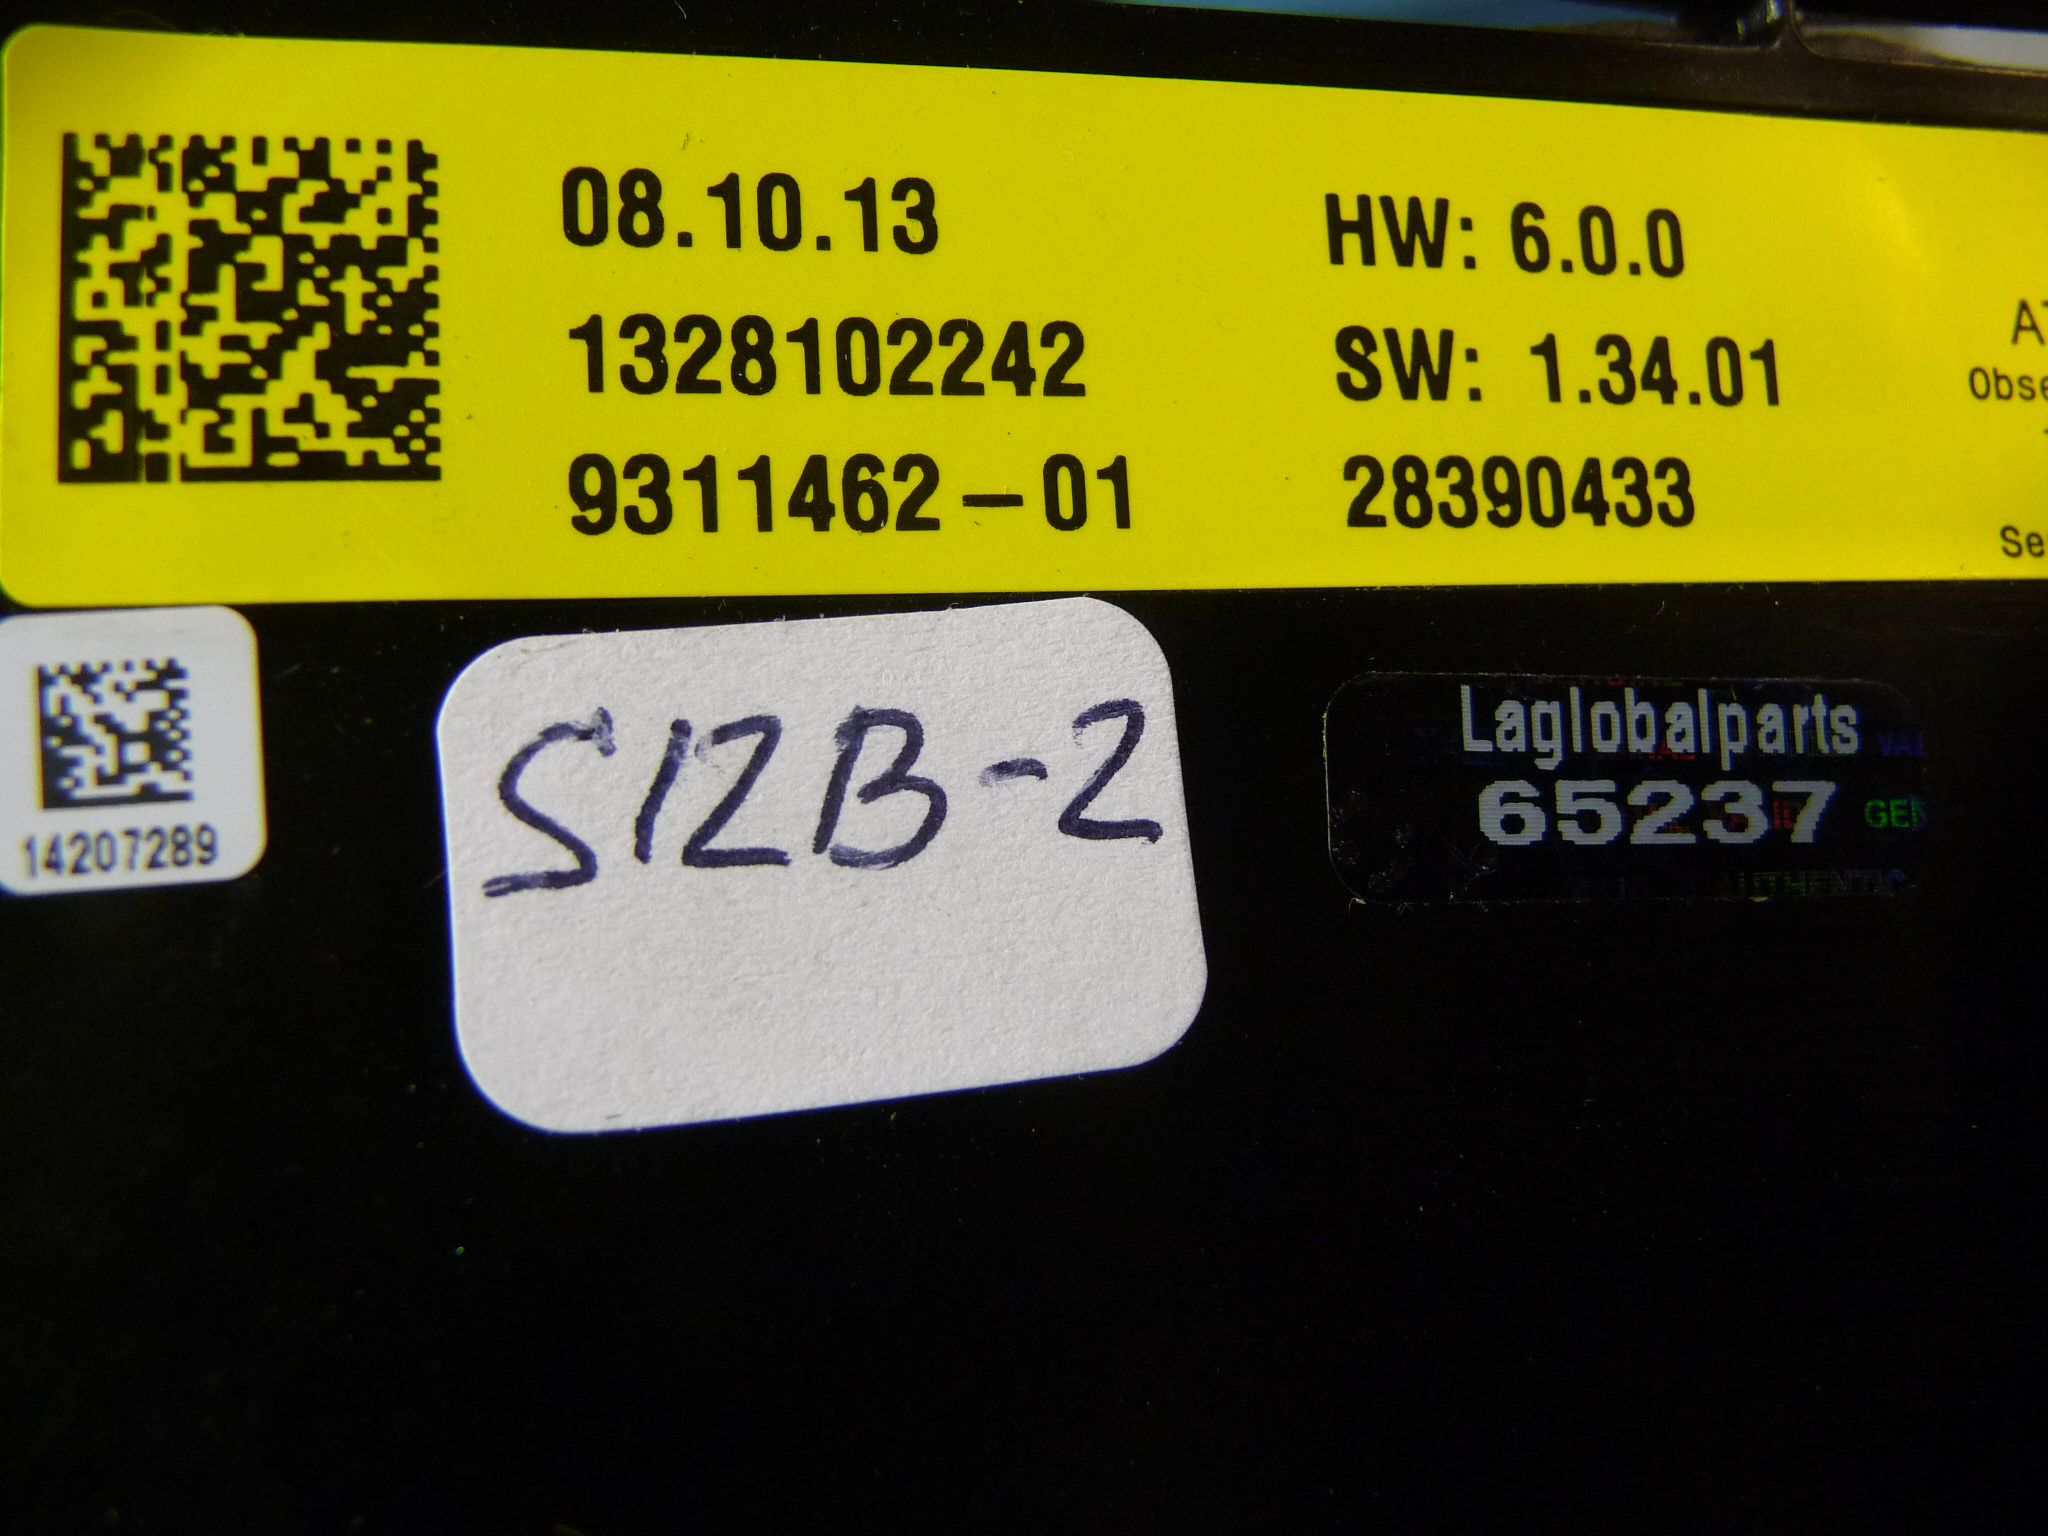 08.10.13
1328102242
9311462-01
HW: 6.0.0
SW: 1.34.01
28390433
14207289
S12B-2
Laglobalparts
65237
AUTHENTIC